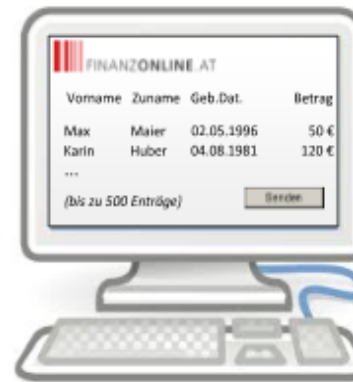 FINANZONLINE.AT
Vorname Zuname Geb.Dat. Betrag
Max Maier 02.05.1996 50 €
Karin Huber 04.08.1981 120 €
...
(bis zu 500 Einträge)
Senden